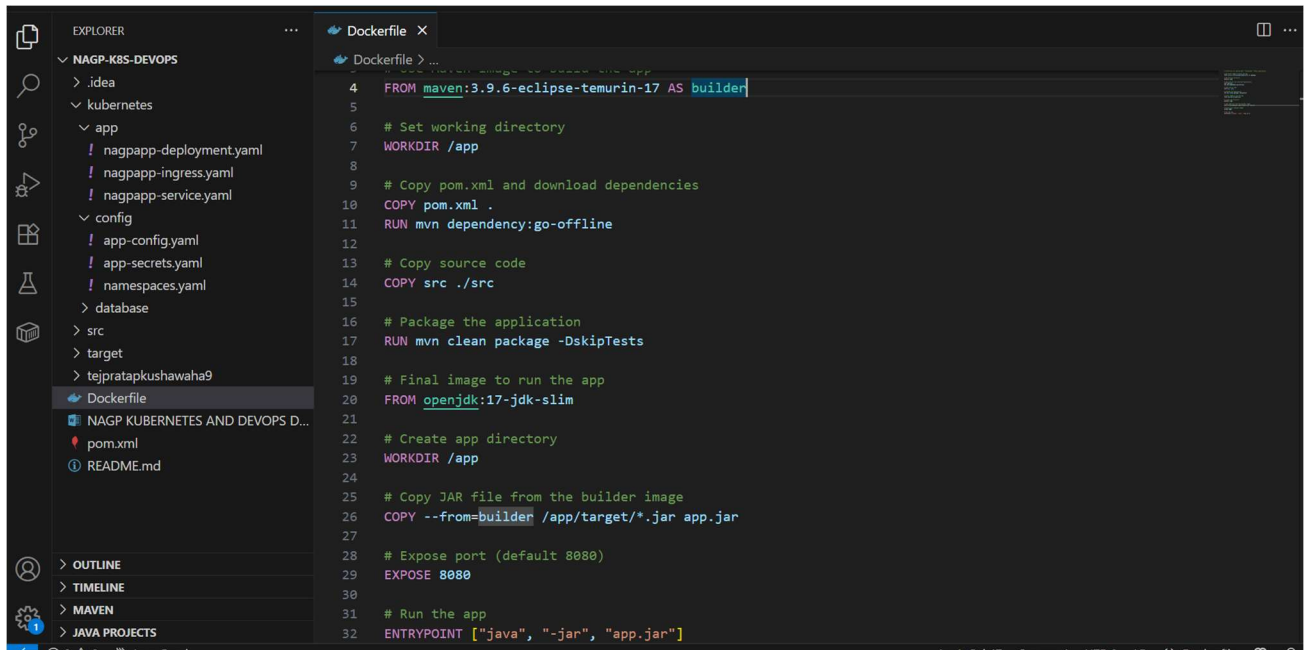 EXPLORER
NAGP-K8S-DEVOPS
.idea
kubernetes
app
nagpapp-deployment.yaml
nagpapp-ingress.yaml
nagpapp-service.yaml
config
app-config.yaml
app-secrets.yaml
namespaces.yaml
database
src
target
tejpratapkushawaha9
Dockerfile
NAGP KUBERNETES AND DEVOPS D...
pom.xml
README.md
OUTLINE
TIMELINE
MAVEN
JAVA PROJECTS
1
Dockerfile
Dockerfile > ...
4 FROM maven:3.9.6-eclipse-temurin-17 AS builder
5
6 # Set working directory
7 WORKDIR /app
8
9 # Copy pom.xml and download dependencies
10 COPY pom.xml .
11 RUN mvn dependency:go-offline
12
13 # Copy source code
14 COPY src ./src
15
16 # Package the application
17 RUN mvn clean package -DskipTests
18
19 # Final image to run the app
20 FROM openjdk:17-jdk-slim
21
22 # Create app directory
23 WORKDIR /app
24
25 # Copy JAR file from the builder image
26 COPY --from=builder /app/target/*.jar app.jar
27
28 # Expose port (default 8080)
29 EXPOSE 8080
30
31 # Run the app
32 ENTRYPOINT ["java", "-jar", "app.jar"]